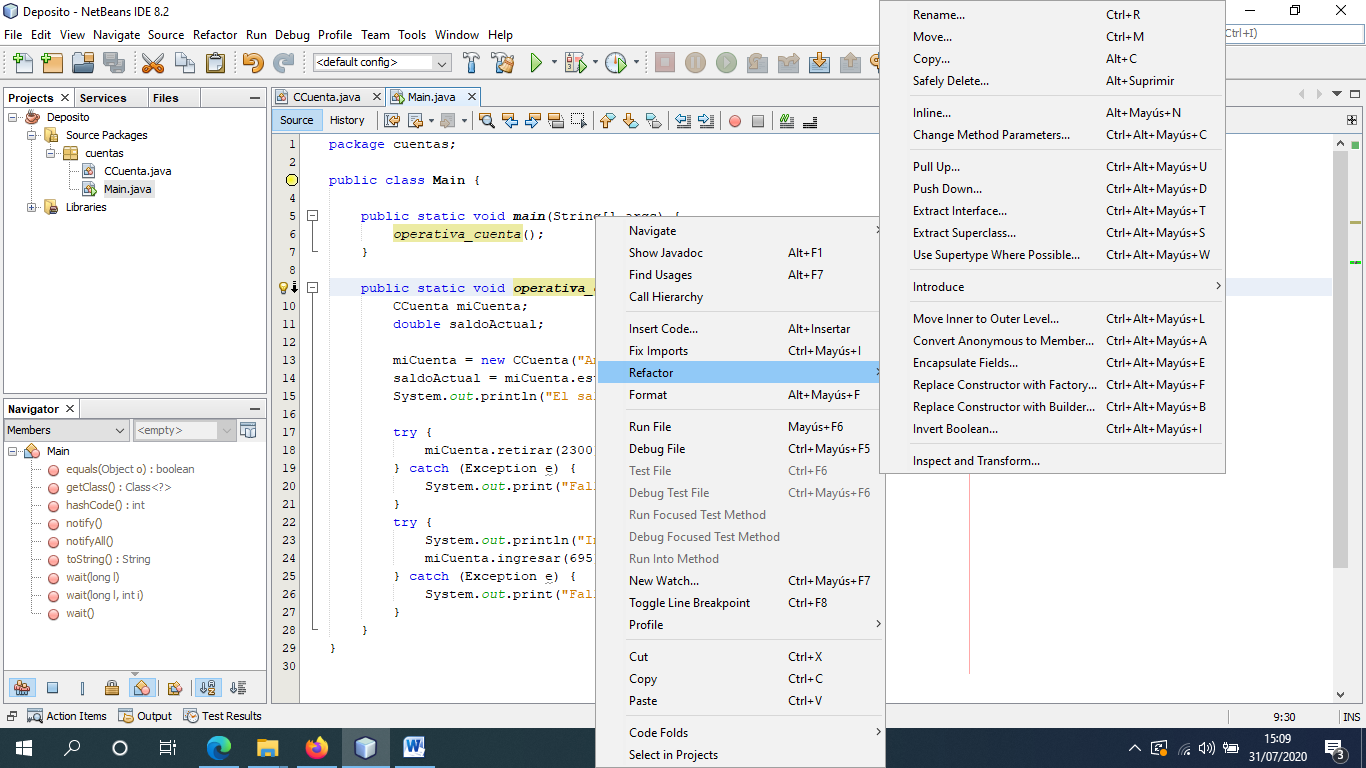 Deposito - NetBeans IDE 8.2
File Edit View Navigate Source Refactor Run Debug Profile Team Tools Window Help
Ctrl+I)
<default config>
Projects Services Files
Deposito
Source Packages
cuentas
CCuenta.java
Main.java
Libraries
Navigator
Members <empty>
Main
equals(Object o) : boolean
getClass() : Class<?>
hashCode() : int
notify()
notifyAll()
toString() : String
wait(long l)
wait(long l, int i)
wait()
CCuenta.java Main.java
Source History
1 package cuentas;
2
public class Main {
4
5 public static void main(String[] args) {
6 operativa_cuenta();
7 }
8
public static void operativa_
10 CCuenta miCuenta;
11 double saldoActual;
12
13 miCuenta = new CCuenta("A
14 saldoActual = miCuenta.es
15 System.out.println("El sa
16
17 try {
18 miCuenta.retirar(2300
19 } catch (Exception e) {
20 System.out.print("Fal
21 }
22 try {
23 System.out.println("I
24 miCuenta.ingresar(695
25 } catch (Exception e) {
26 System.out.print("Fal
27 }
28 }
29 }
30
Navigate
Show Javadoc Alt+F1
Find Usages Alt+F7
Call Hierarchy
Insert Code... Alt+Insertar
Fix Imports Ctrl+Mayús+I
Refactor
Format Alt+Mayús+F
Run File Mayús+F6
Debug File Ctrl+Mayús+F5
Test File Ctrl+F6
Debug Test File Ctrl+Mayús+F6
Run Focused Test Method
Debug Focused Test Method
Run Into Method
New Watch... Ctrl+Mayús+F7
Toggle Line Breakpoint Ctrl+F8
Profile
Cut Ctrl+X
Copy Ctrl+C
Paste Ctrl+V
Code Folds
Select in Projects
Rename... Ctrl+R
Move... Ctrl+M
Copy... Alt+C
Safely Delete... Alt+Suprimir
Inline... Alt+Mayús+N
Change Method Parameters... Ctrl+Alt+Mayús+C
Pull Up... Ctrl+Alt+Mayús+U
Push Down... Ctrl+Alt+Mayús+D
Extract Interface... Ctrl+Alt+Mayús+T
Extract Superclass... Ctrl+Alt+Mayús+S
Use Supertype Where Possible... Ctrl+Alt+Mayús+W
Introduce
Move Inner to Outer Level... Ctrl+Alt+Mayús+L
Convert Anonymous to Member... Ctrl+Alt+Mayús+A
Encapsulate Fields... Ctrl+Alt+Mayús+E
Replace Constructor with Factory... Ctrl+Alt+Mayús+F
Replace Constructor with Builder... Ctrl+Alt+Mayús+B
Invert Boolean... Ctrl+Alt+Mayús+I
Inspect and Transform...
Action Items Output Test Results
9:30 INS
15:09
31/07/2020
3